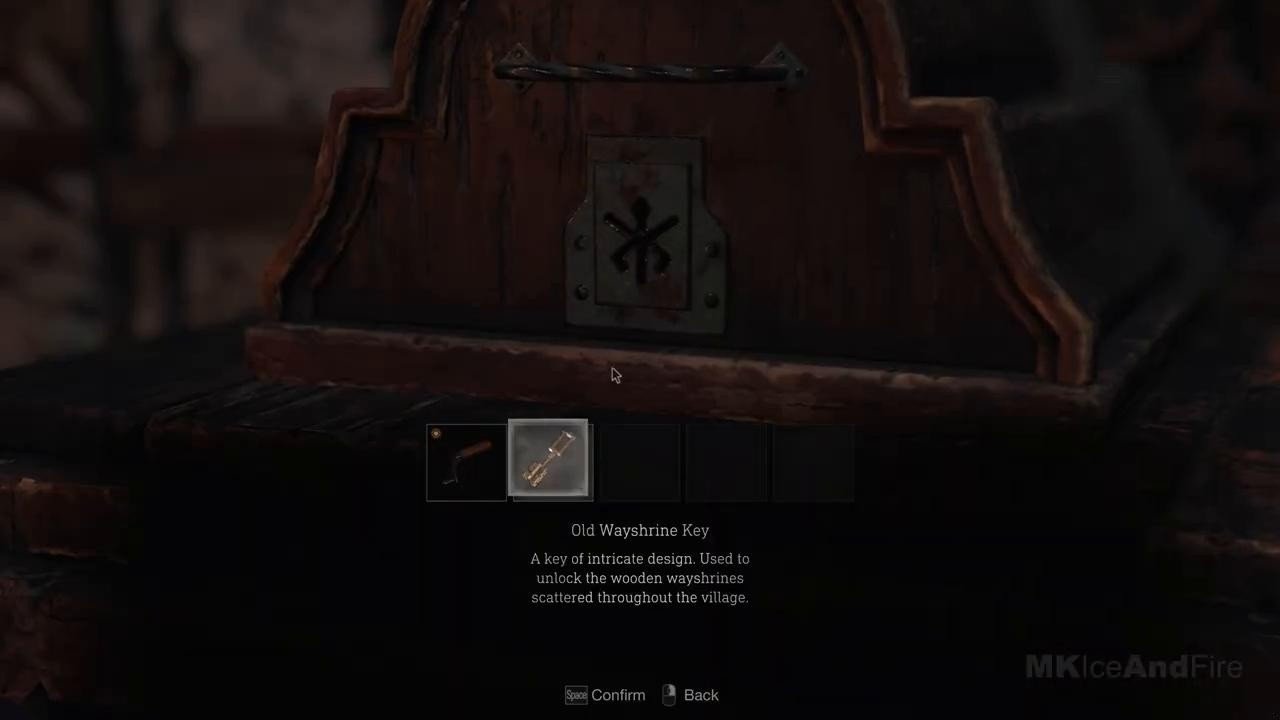 Old Wayshrine Key
A key of intricate design. Used to
unlock the wooden wayshrines
scattered throughout the village.
MKIceAndFire
Space Confirm Back